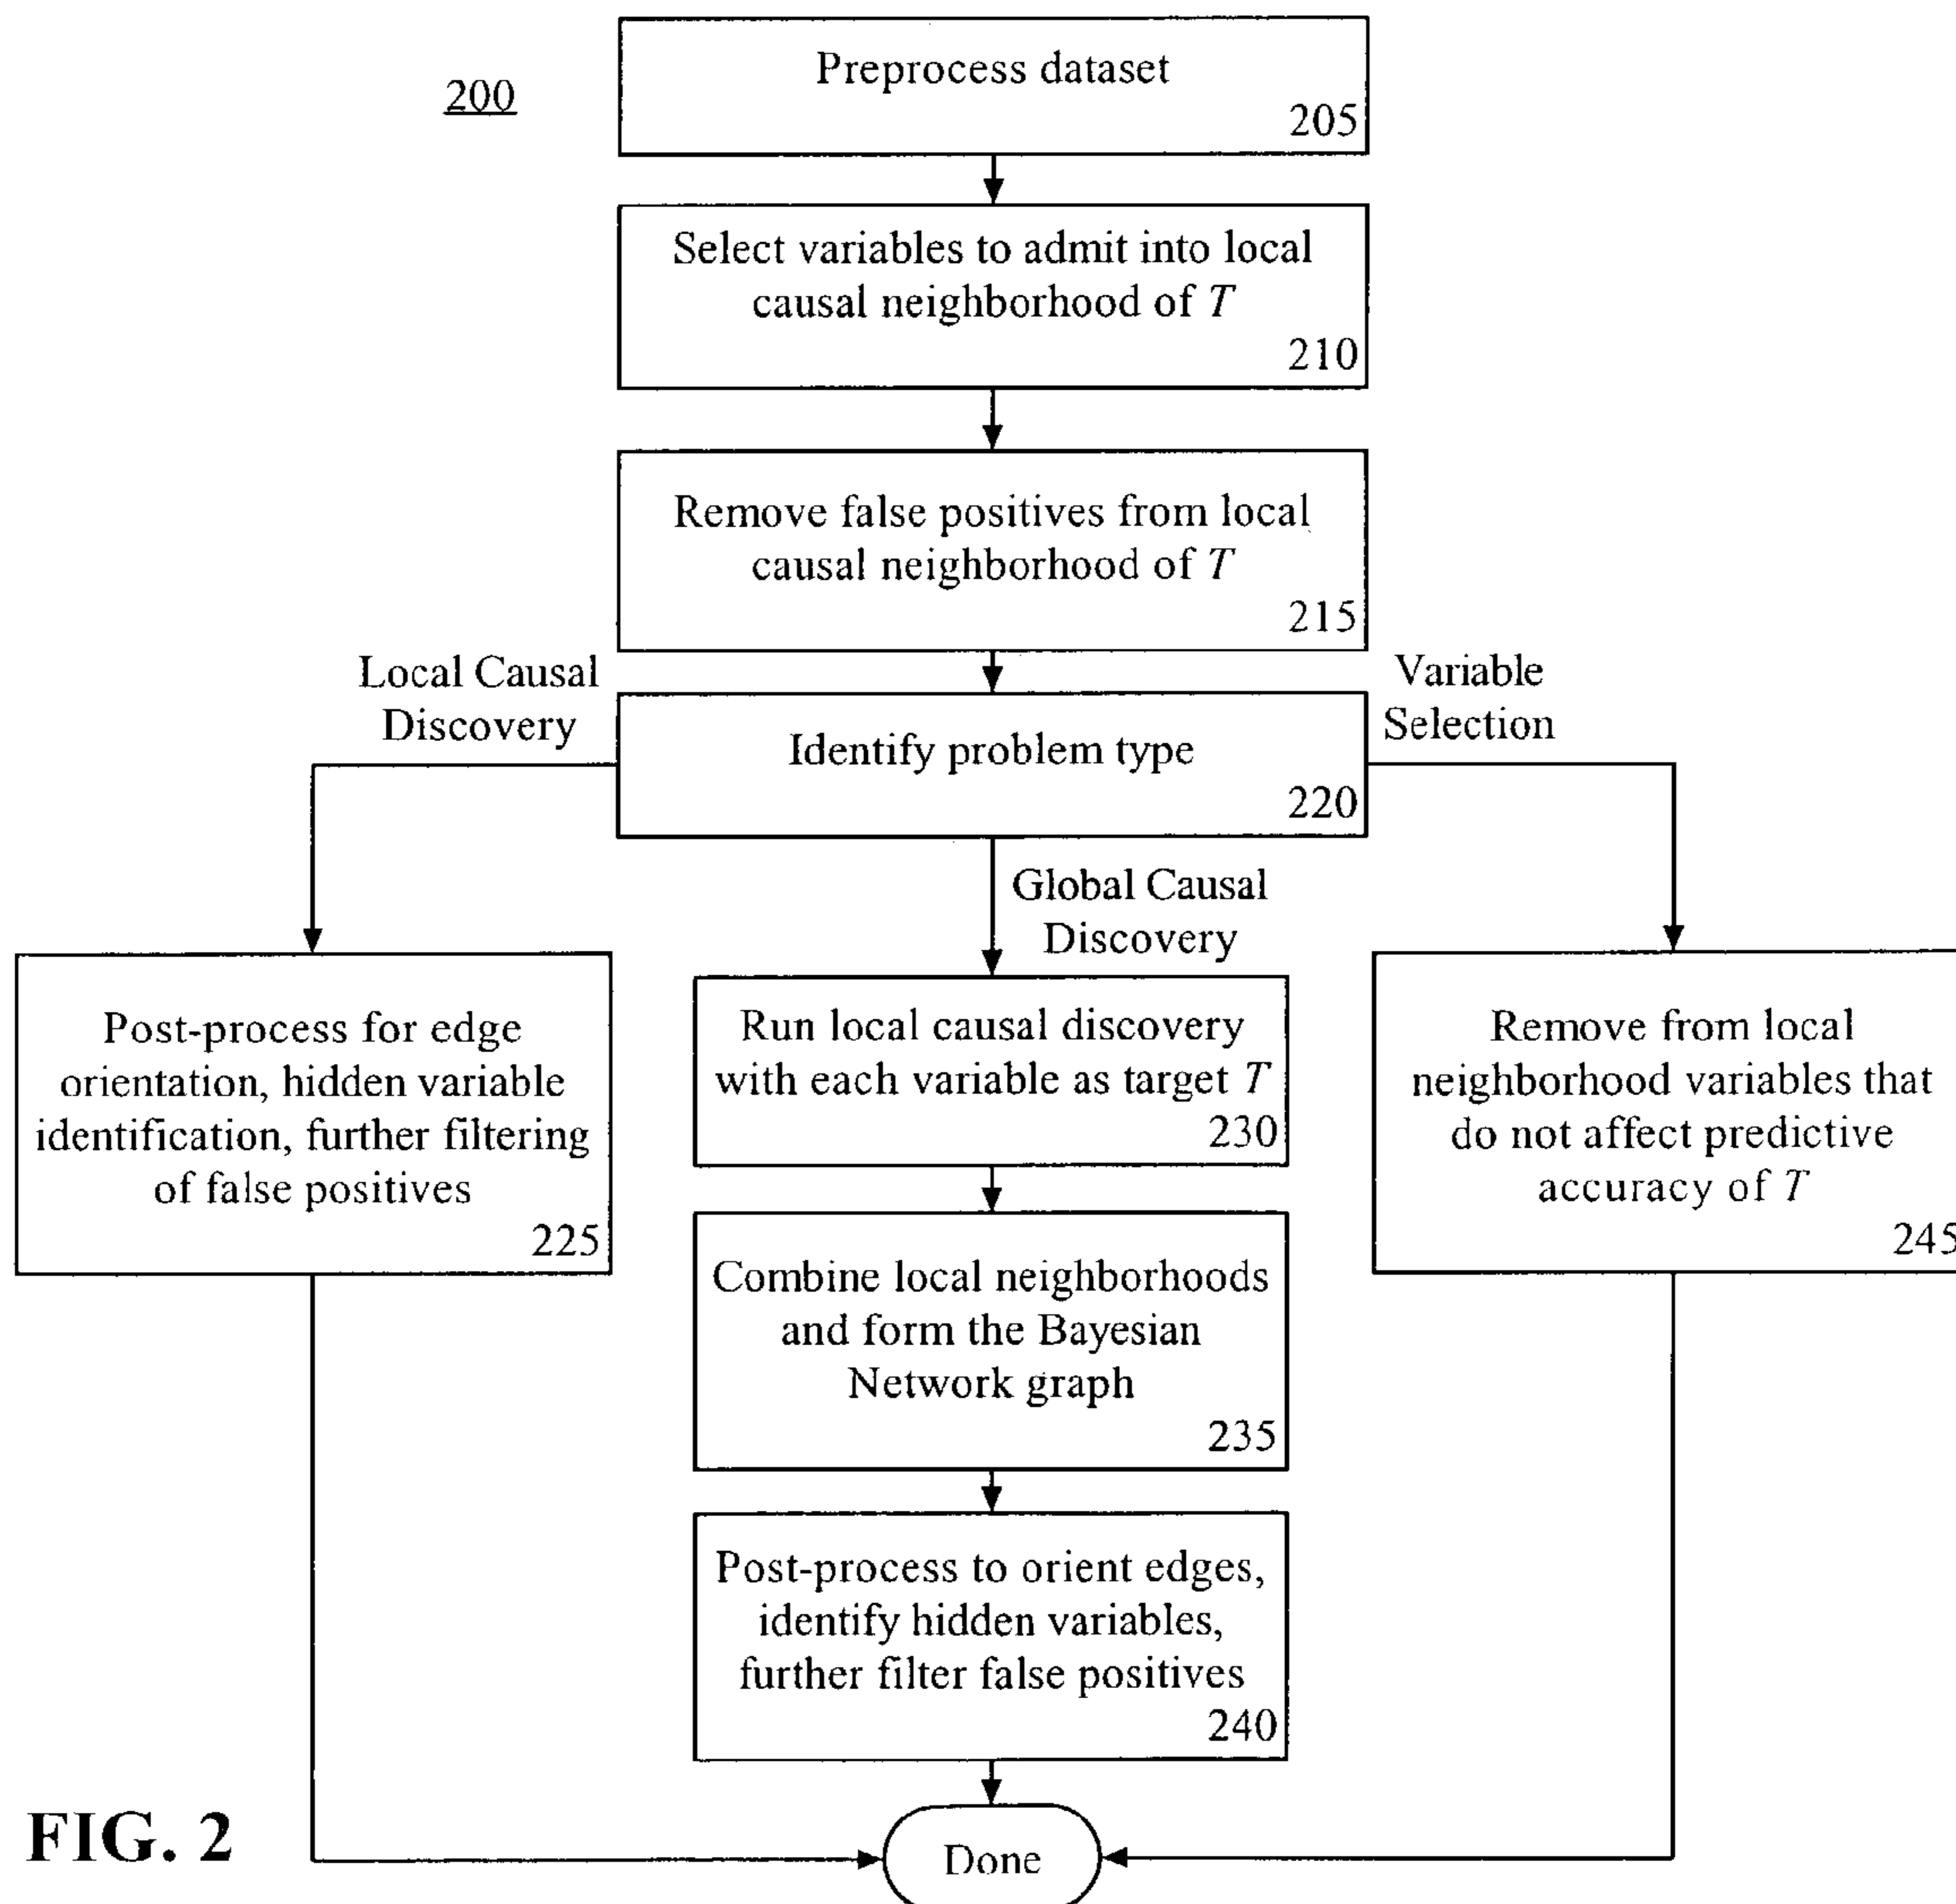 200
Preprocess dataset
205
Select variables to admit into local
causal neighborhood of T
210
Remove false positives from local
causal neighborhood of T
215
Local Causal
Discovery
Variable
Selection
Identify problem type
220
Global Causal
Discovery
Post-process for edge
orientation, hidden variable
identification, further filtering
of false positives
225
Run local causal discovery
with each variable as target T
230
Remove from local
neighborhood variables that
do not affect predictive
accuracy of T
245
Combine local neighborhoods
and form the Bayesian
Network graph
235
Post-process to orient edges,
identify hidden variables,
further filter false positives
240
FIG. 2
Done